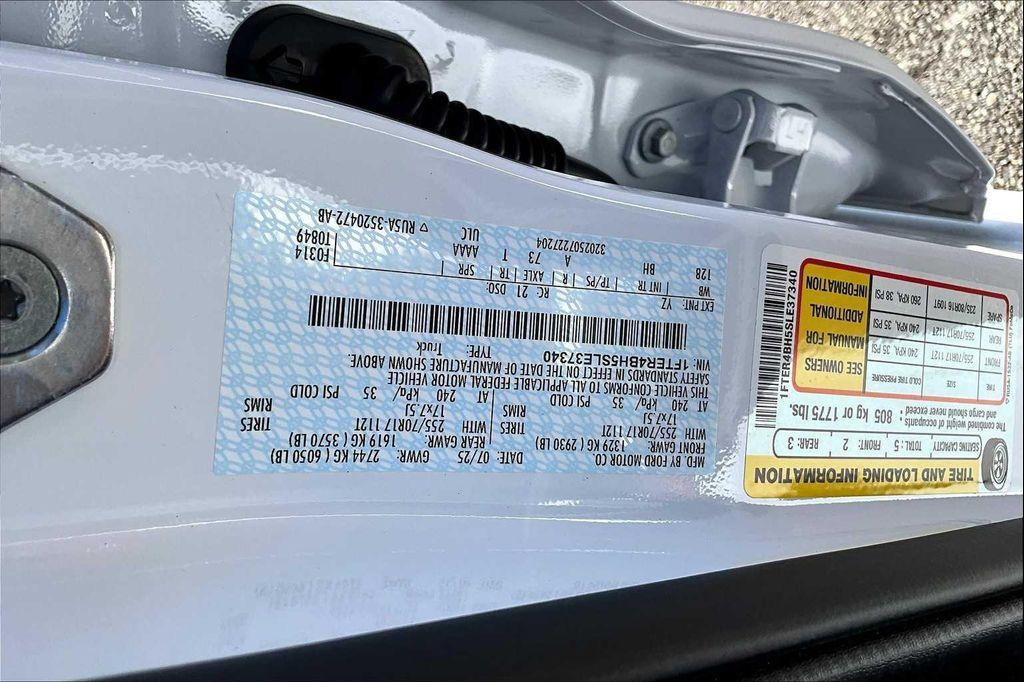 MFD. BY FORD MOTOR CO.
DATE: 07/25 GVWR: 2744 KG ( 6050 LB)
FRONT GAWR: 1329 KG ( 2930 LB) REAR GAWR: 1619 KG ( 3570 LB)
WITH 255/70R17 112T TIRES WITH 255/70R17 112T TIRES
17x7.5J RIMS 17x7.5J RIMS
AT 240 kPa/ 35 PSI COLD AT 240 kPa/ 35 PSI COLD
THIS VEHICLE CONFORMS TO ALL APPLICABLE FEDERAL MOTOR VEHICLE
SAFETY STANDARDS IN EFFECT ON THE DATE OF MANUFACTURE SHOWN ABOVE.
VIN: 1FTER4BH5SLE37340 TYPE: Truck
EXT PNT: YZ RC: 21 DSO: F0314
WB INT TR TP/PS R AXLE TR SPR T0849
128 BH A 73 T AAAA
320250722720​4 ULC ▽ RU5A-3520472-AB
TIRE AND LOADING INFORMATION
SEATING CAPACITY TOTAL: 5 FRONT: 2 REAR: 3
The combined weight of occupants and cargo should never exceed 805 kg or 1775 lbs.
TIRE SIZE COLD TIRE PRESSURE
FRONT 255/70R17 112T 240 KPA, 35 PSI
REAR 255/70R17 112T 240 KPA, 35 PSI
SPARE 235/80R16 109T 260 KPA, 38 PSI
SEE OWNERS
MANUAL FOR
ADDITIONAL
INFORMATION
1FTER4BH5SLE37340